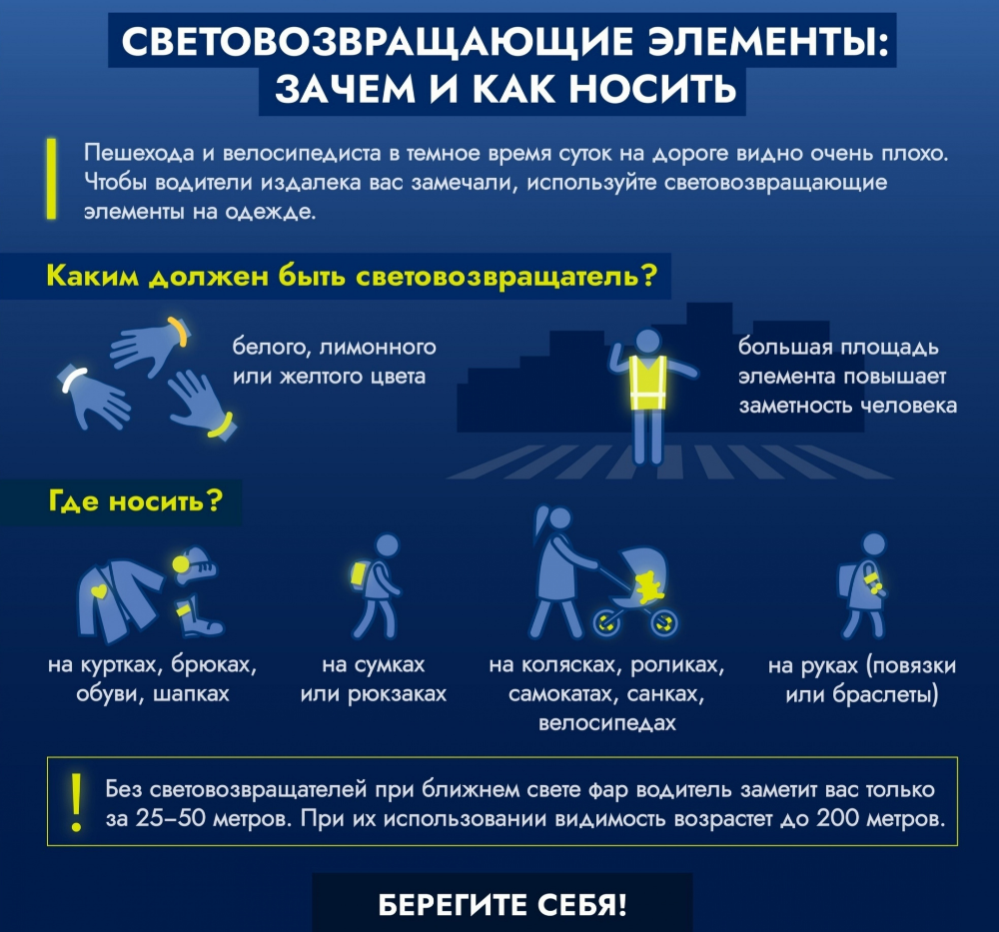 СВЕТОВОЗВРАЩАЮЩИЕ ЭЛЕМЕНТЫ:
ЗАЧЕМ И КАК НОСИТЬ
Пешехода и велосипедиста в темное время суток на дороге видно очень плохо.
Чтобы водители издалека вас замечали, используйте световозвращающие
элементы на одежде.
Каким должен быть световозвращатель?
белого, лимонного
или желтого цвета
большая площадь
элемента повышает
заметность человека
Где носить?
на куртках, брюках,
обуви, шапках
на сумках
или рюкзаках
на колясках, роликах,
самокатах, санках,
велосипедах
на руках (повязки
или браслеты)
! Без световозвращателей при ближнем свете фар водитель заметит вас только
за 25–50 метров. При их использовании видимость возрастет до 200 метров.
БЕРЕГИТЕ СЕБЯ!